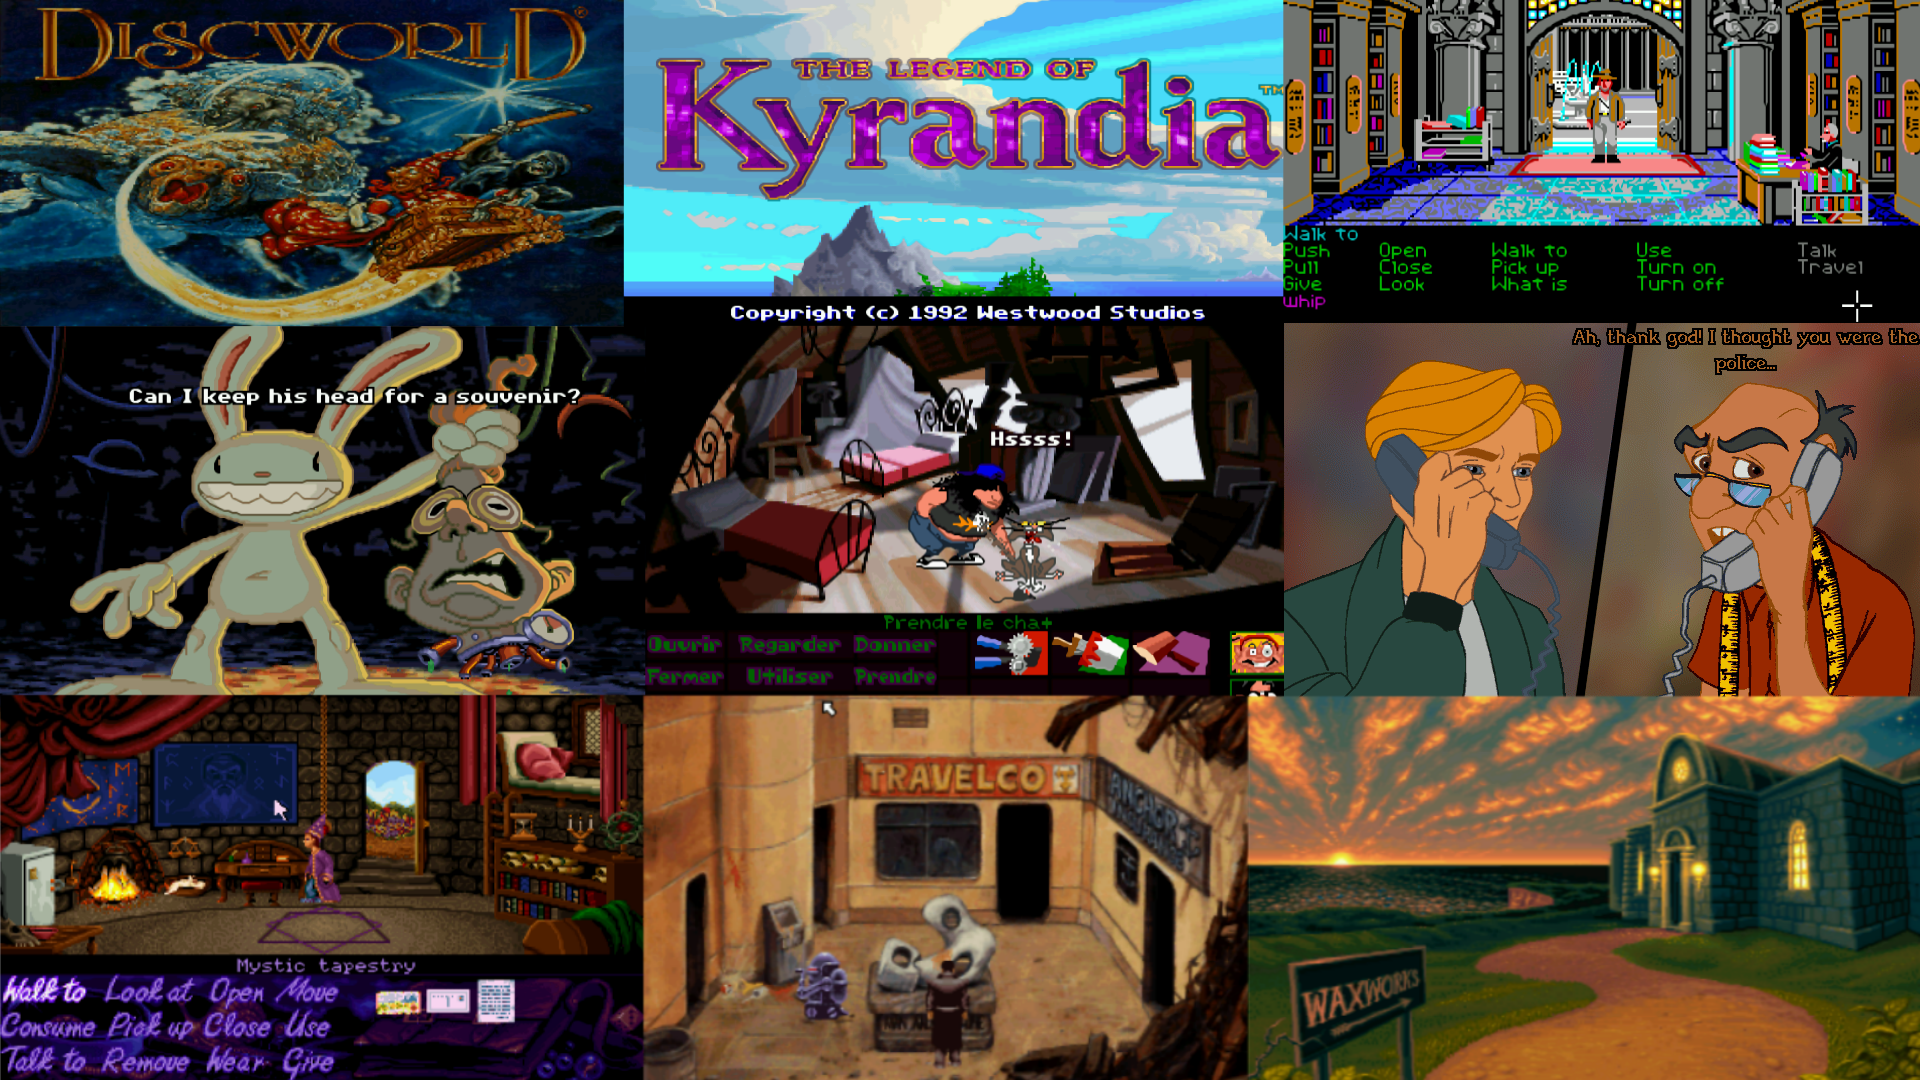 DISCWORLD®
THE LEGEND OF
Kyrandia™
Copyright (c) 1992 Westwood Studios
Walk to
Push Open Walk to Use Talk
Pull Close Pick up Turn on Travel
Give Look What is Turn off
whip
Can I keep his head for a souvenir?
Hssss!
Prendre le chat
Ouvrir Regarder Donner
Fermer Utiliser Prendre
Ah, thank god! I thought you were the
police...
Mystic tapestry
Walk to Look at Open Move
Consume Pick up Close Use
Talk to Remove Wear Give
TRAVELCO
WAXWORKS